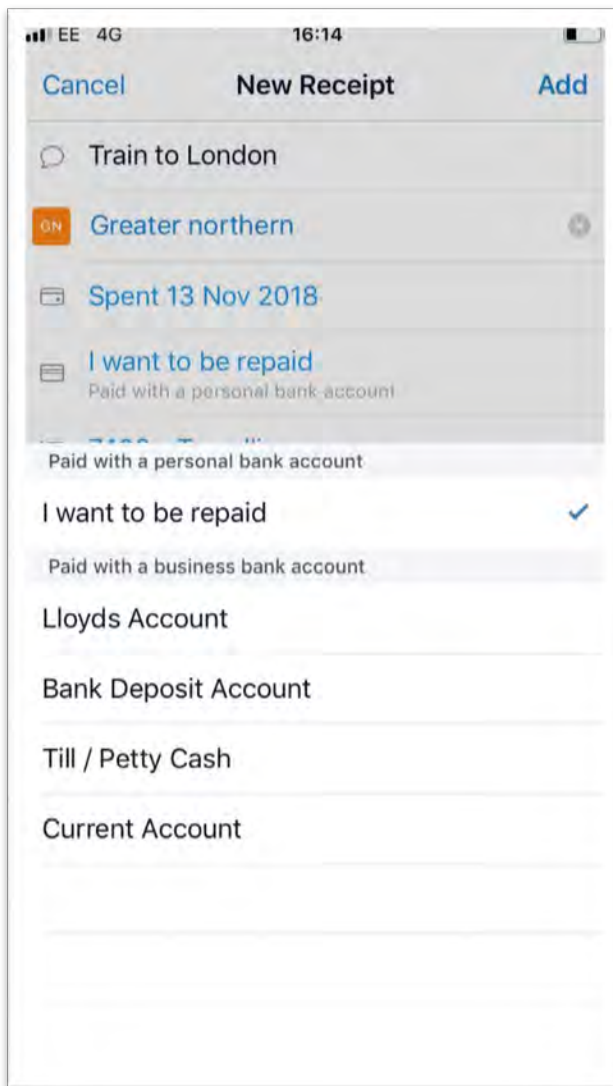 EE 4G 16:14
Cancel New Receipt Add
Train to London
GN Greater northern
Spent 13 Nov 2018
I want to be repaid
Paid with a personal bank account
Paid with a personal bank account
I want to be repaid
Paid with a business bank account
Lloyds Account
Bank Deposit Account
Till / Petty Cash
Current Account